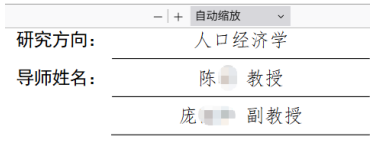 − + 自动缩放
研究方向： 人口经济学
导师姓名： 陈 教授
庞 副教授